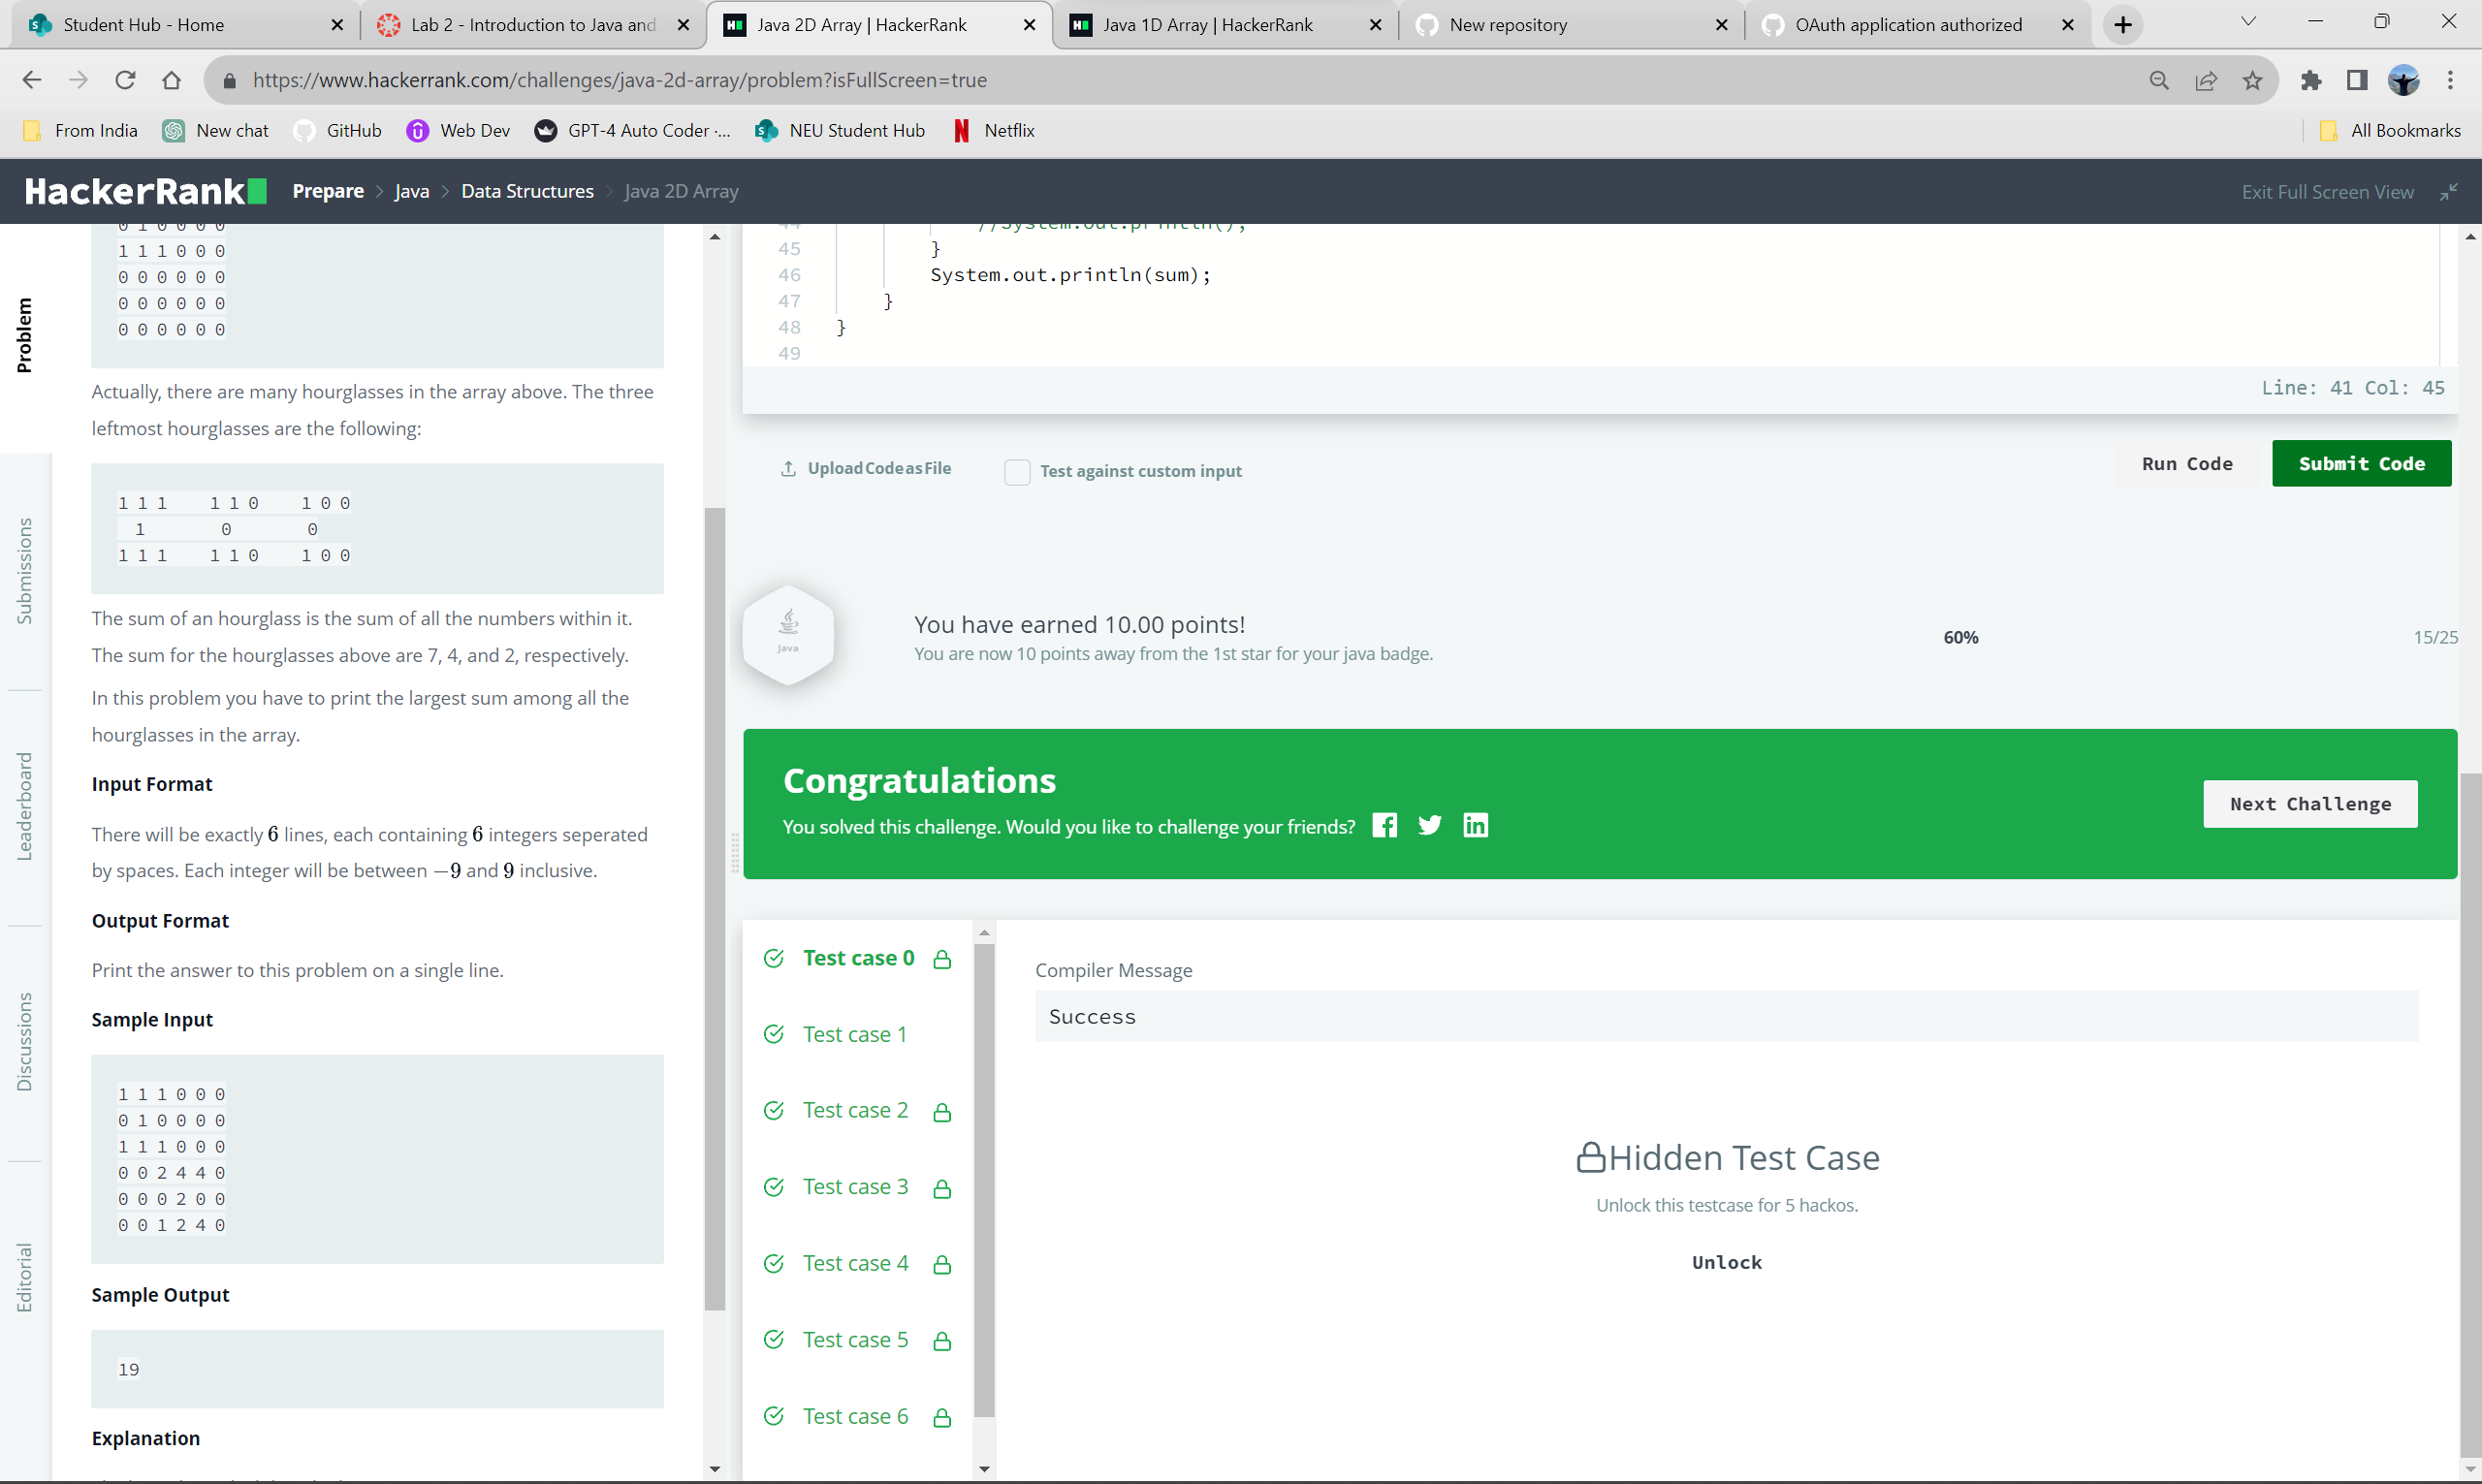 Student Hub - Home
Lab 2 - Introduction to Java and
Java 2D Array | HackerRank
Java 1D Array | HackerRank
New repository
OAuth application authorized
https://www.hackerrank.com/challenges/java-2d-array/problem?isFullScreen=true
From India
New chat
GitHub
Web Dev
GPT-4 Auto Coder ·...
NEU Student Hub
Netflix
All Bookmarks
HackerRank
Prepare > Java > Data Structures > Java 2D Array
Exit Full Screen View
Problem
Submissions
Leaderboard
Discussions
Editorial
0 1 0 0 0 0
1 1 1 0 0 0
0 0 0 0 0 0
0 0 0 0 0 0
0 0 0 0 0 0
Actually, there are many hourglasses in the array above. The three
leftmost hourglasses are the following:
1 1 1 1 1 0 1 0 0
1 0 0
1 1 1 1 1 0 1 0 0
The sum of an hourglass is the sum of all the numbers within it.
The sum for the hourglasses above are 7, 4, and 2, respectively.
In this problem you have to print the largest sum among all the
hourglasses in the array.
Input Format
There will be exactly 6 lines, each containing 6 integers seperated
by spaces. Each integer will be between −9 and 9 inclusive.
Output Format
Print the answer to this problem on a single line.
Sample Input
1 1 1 0 0 0
0 1 0 0 0 0
1 1 1 0 0 0
0 0 2 4 4 0
0 0 0 2 0 0
0 0 1 2 4 0
Sample Output
19
Explanation
44 //System.out.println();
45 }
46 System.out.println(sum);
47 }
48 }
49
Line: 41 Col: 45
Upload Code as File
Test against custom input
Run Code
Submit Code
Java
You have earned 10.00 points!
You are now 10 points away from the 1st star for your java badge.
60%
15/25
Congratulations
You solved this challenge. Would you like to challenge your friends?
Next Challenge
Test case 0
Test case 1
Test case 2
Test case 3
Test case 4
Test case 5
Test case 6
Compiler Message
Success
Hidden Test Case
Unlock this testcase for 5 hackos.
Unlock